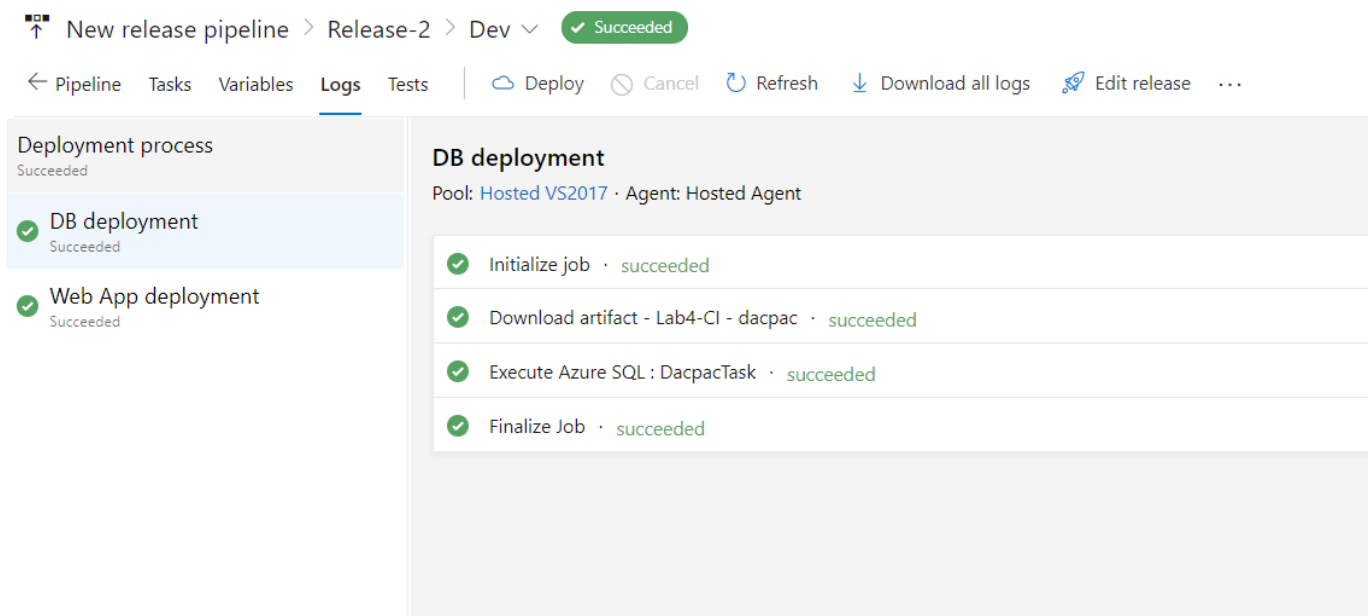 New release pipeline > Release-2 > Dev Succeeded
Pipeline Tasks Variables Logs Tests Deploy Cancel Refresh Download all logs Edit release ...
Deployment process
Succeeded
DB deployment
Succeeded
Web App deployment
Succeeded
DB deployment
Pool: Hosted VS2017 · Agent: Hosted Agent
Initialize job · succeeded
Download artifact - Lab4-CI - dacpac · succeeded
Execute Azure SQL : DacpacTask · succeeded
Finalize Job · succeeded